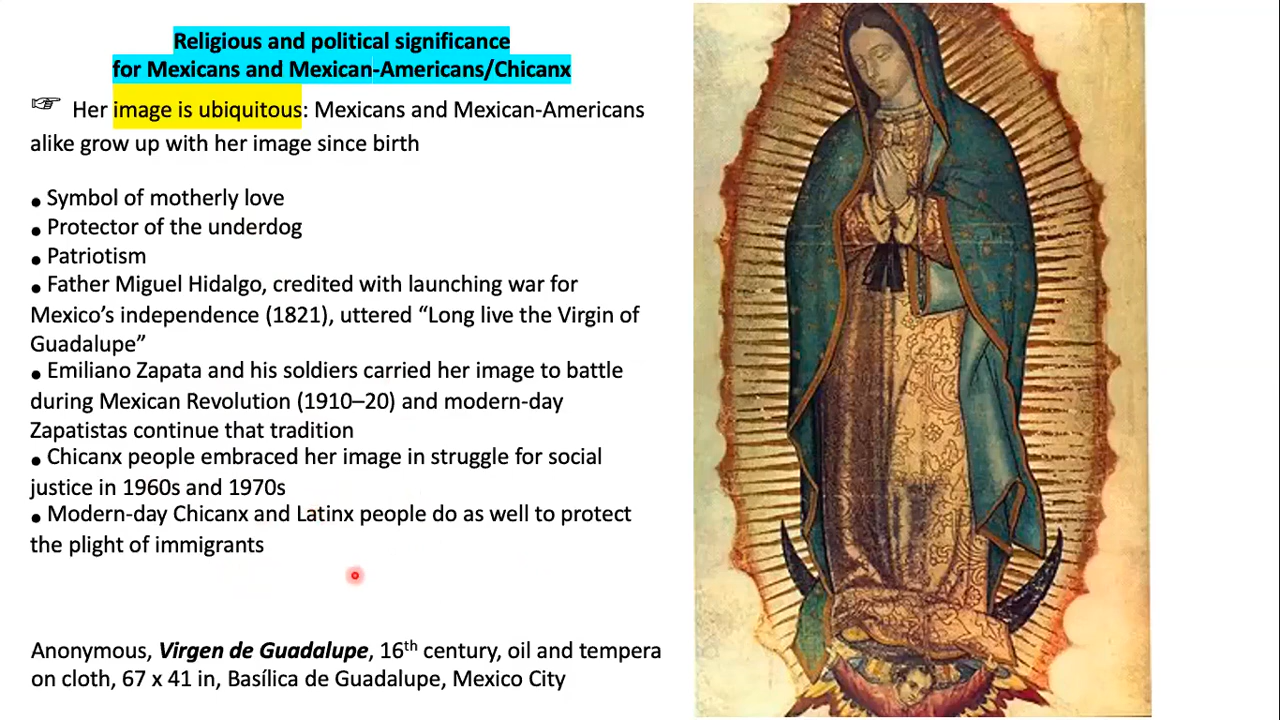 Religious and political significance
for Mexicans and Mexican-Americans/Chicanx
☞ Her image is ubiquitous: Mexicans and Mexican-Americans
alike grow up with her image since birth
• Symbol of motherly love
• Protector of the underdog
• Patriotism
• Father Miguel Hidalgo, credited with launching war for
Mexico’s independence (1821), uttered “Long live the Virgin of
Guadalupe”
• Emiliano Zapata and his soldiers carried her image to battle
during Mexican Revolution (1910–20) and modern-day
Zapatistas continue that tradition
• Chicanx people embraced her image in struggle for social
justice in 1960s and 1970s
• Modern-day Chicanx and Latinx people do as well to protect
the plight of immigrants
Anonymous, Virgen de Guadalupe, 16th century, oil and tempera
on cloth, 67 x 41 in, Basílica de Guadalupe, Mexico City